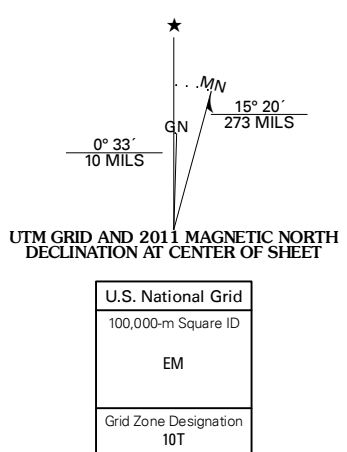 ★
MN
GN
15° 20´
273 MILS
0° 33´
10 MILS
UTM GRID AND 2011 MAGNETIC NORTH
DECLINATION AT CENTER OF SHEET
U.S. National Grid
100,000-m Square ID
EM
Grid Zone Designation
10T